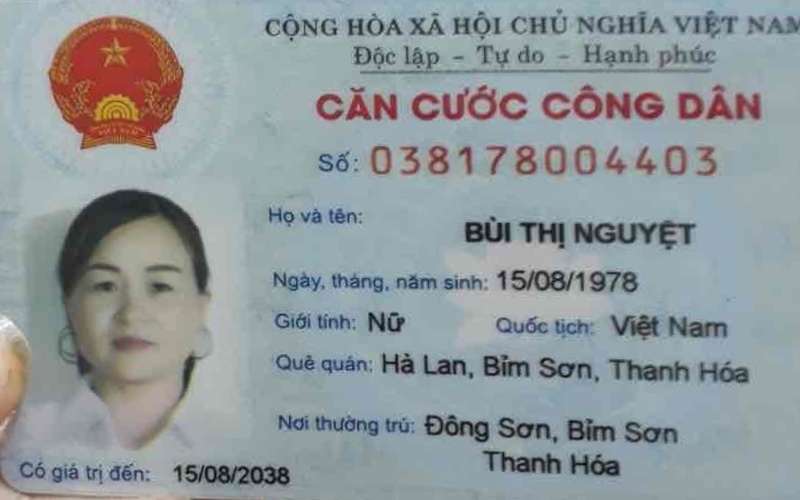 CỘNG HÒA XÃ HỘI CHỦ NGHĨA VIỆT NAM
Độc lập - Tự do - Hạnh phúc
CĂN CƯỚC CÔNG DÂN
Số: 038178004403
Họ và tên:
BÙI THỊ NGUYỆT
Ngày, tháng, năm sinh: 15/08/1978
Giới tính: Nữ Quốc tịch: Việt Nam
Quê quán: Hà Lan, Bỉm Sơn, Thanh Hóa
Nơi thường trú: Đông Sơn, Bỉm Sơn
Thanh Hóa
Có giá trị đến: 15/08/2038